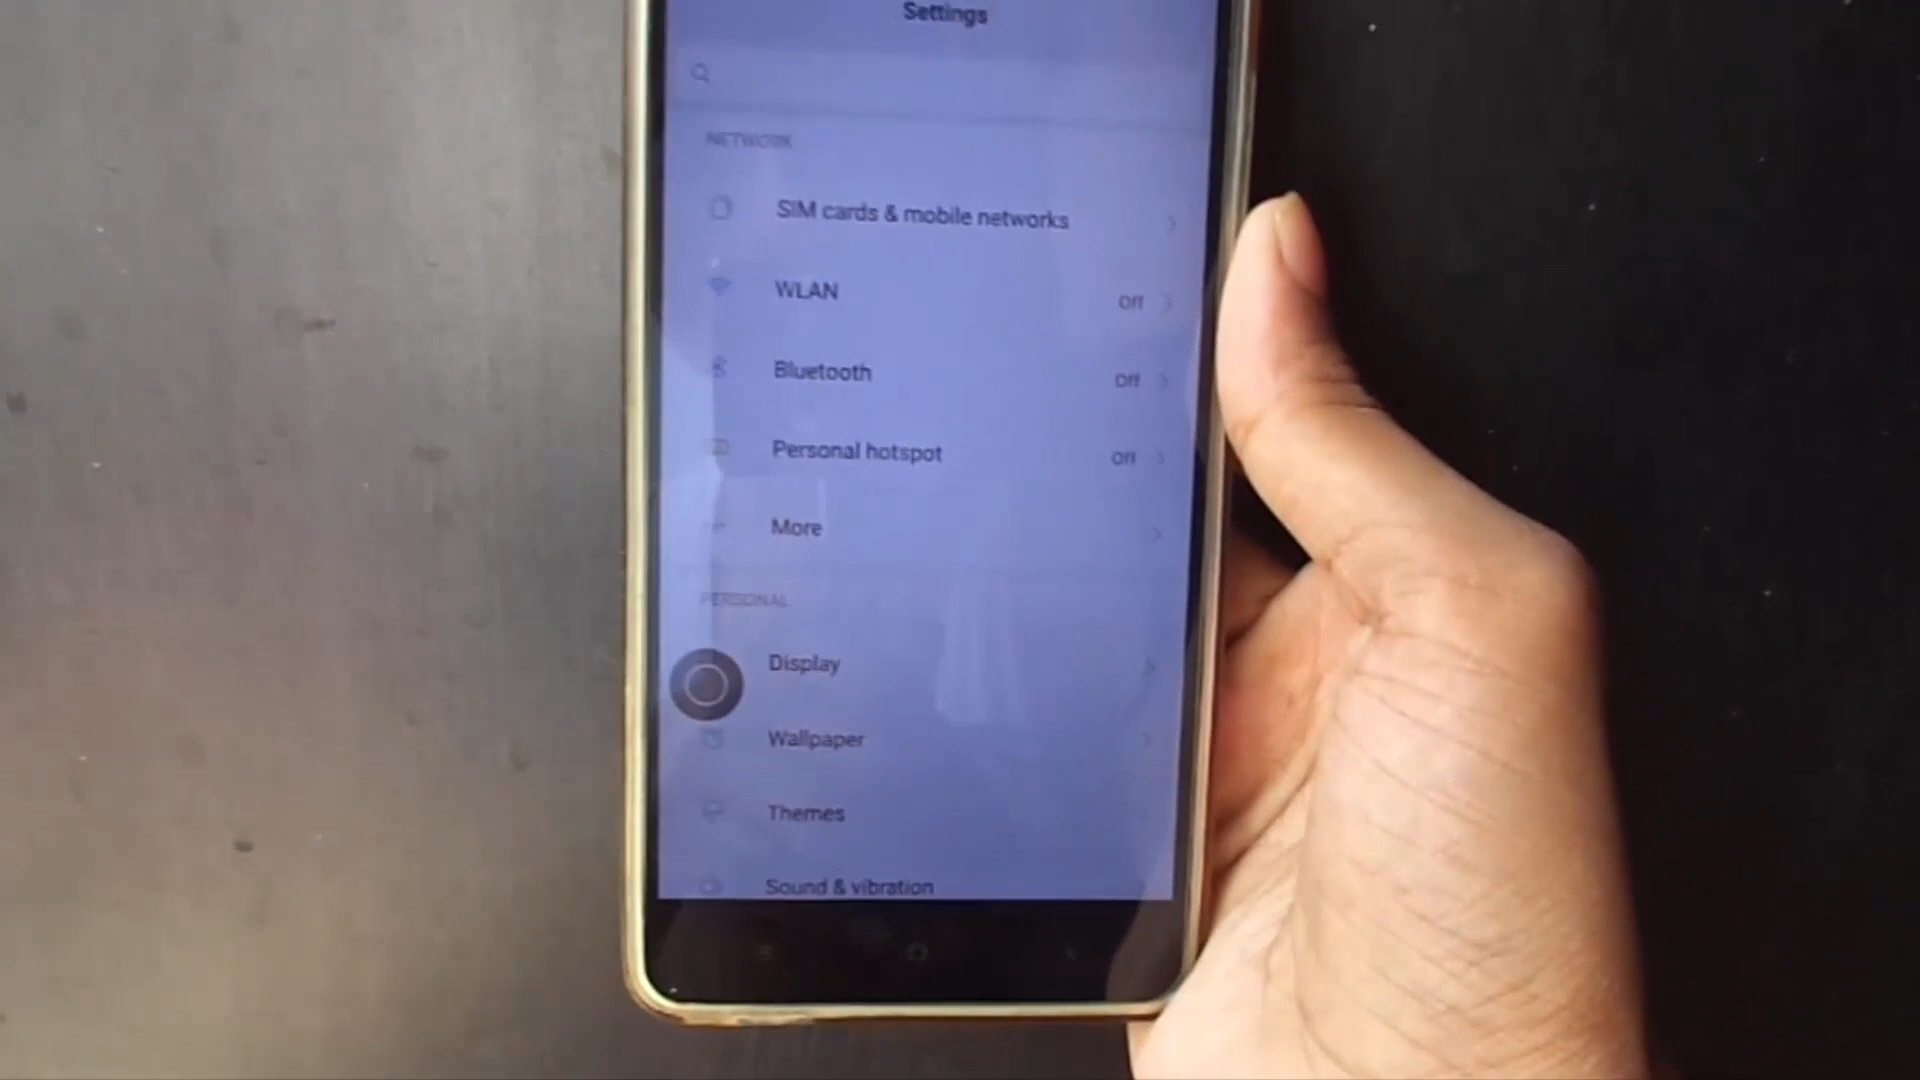 Settings
NETWORK
SIM cards & mobile networks
WLAN Off
Bluetooth Off
Personal hotspot Off
More
PERSONAL
Display
Wallpaper
Themes
Sound & vibration